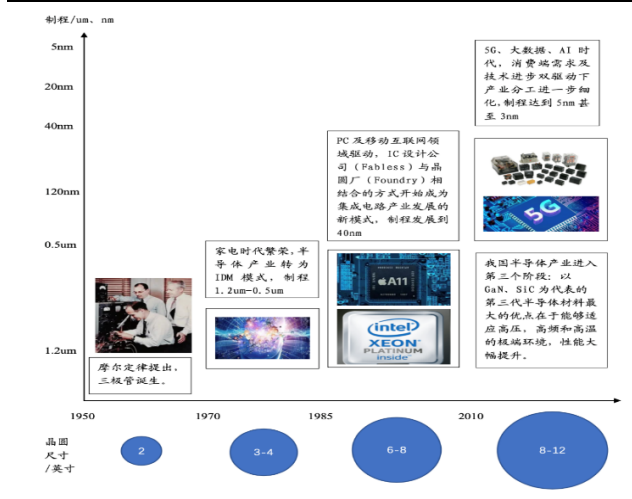 制程/um、nm
5nm
20nm
40nm
120nm
0.5um
1.2um
摩尔定律提出,
三极管诞生。
家电时代繁荣,半
导体产业转为
IDM 模式,制程
1.2um-0.5um
PC 及移动互联网领
域驱动,IC 设计公
司(Fabless)与晶
圆厂(Foundry)相
结合的方式开始成为
集成电路产业发展的
新模式,制程发展到
40nm
A11
intel
XEON
PLATINUM
inside
5G、大数据、AI 时
代,消费端需求及
技术进步双驱动下
产业分工进一步细
化,制程达到 5nm 甚
至 3nm
5G
我国半导体产业进入
第三个阶段:以
GaN、SiC 为代表的
第三代半导体材料最
大的优点在于能够适
应高压,高频和高温
的极端环境,性能大
幅提升。
1950
1970
1985
2010
晶圆
尺寸
/英寸
2
3-4
6-8
8-12